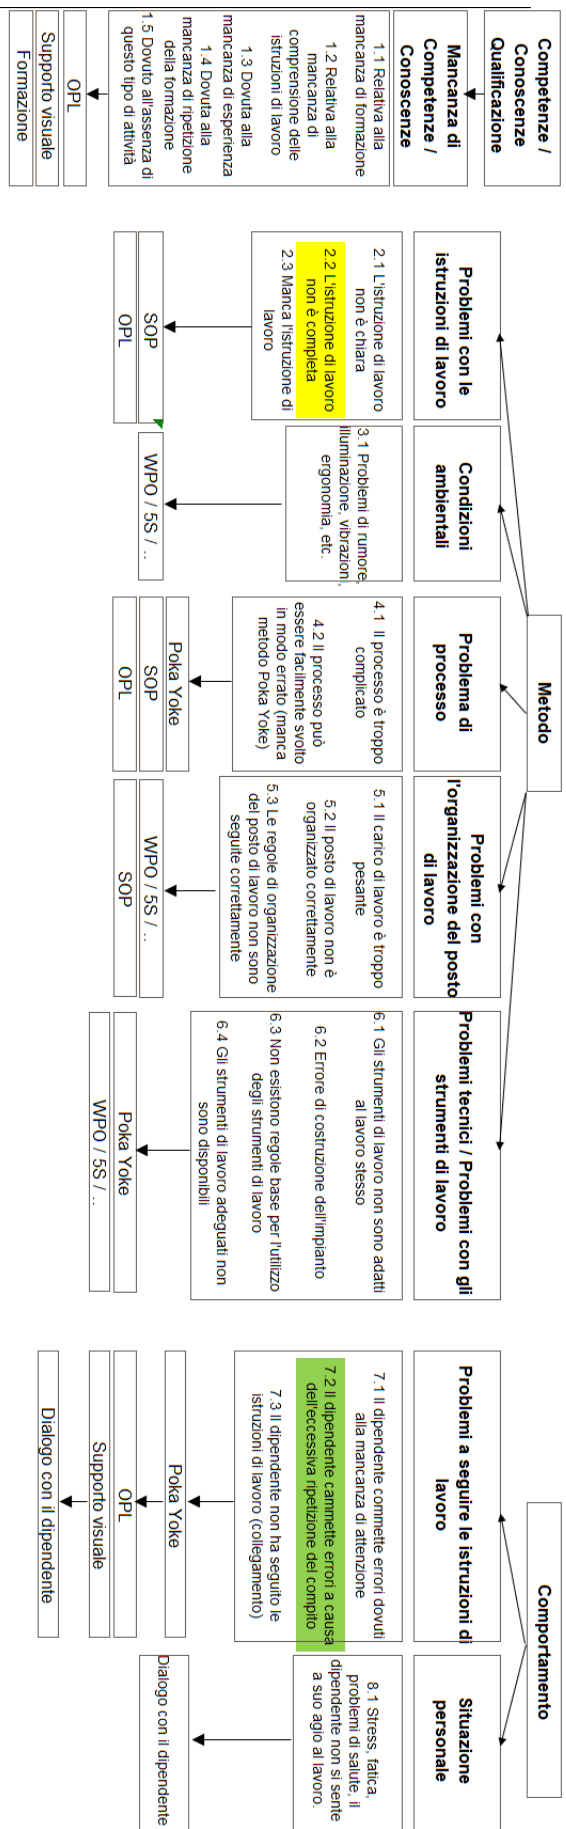 Competenze /
Conoscenze
Qualificazione
Mancanza di
Competenze /
Conoscenze
1.1 Relativa alla
mancanza di formazione
1.2 Relativa alla
mancanza di
comprensione delle
istruzioni di lavoro
1.3 Dovuta alla
mancanza di esperienza
1.4 Dovuta alla
mancanza di ripetizione
della formazione
1.5 Dovuto all'assenza di
questo tipo di attività
OPL
Supporto visuale
Formazione
Metodo
Problemi con le
istruzioni di lavoro
2.1 L'istruzione di lavoro
non è chiara
2.2 L'istruzione di lavoro
non è completa
2.3 Manca l'istruzione di
lavoro
SOP
OPL
Condizioni
ambientali
3.1 Problemi di rumore,
illuminazione, vibrazioni,
ergonomia, etc.
WPO / 5S / ..
Problema di
processo
4.1 Il processo è troppo
complicato
4.2 Il processo può
essere facilmente svolto
in modo errato (manca
metodo Poka Yoke)
Poka Yoke
SOP
OPL
Problemi con
l'organizzazione del posto
di lavoro
5.1 Il carico di lavoro è troppo
pesante
5.2 Il posto di lavoro non è
organizzato correttamente
5.3 Le regole di organizzazione
del posto di lavoro non sono
seguite correttamente
WPO / 5S / ..
SOP
Problemi tecnici / Problemi con gli
strumenti di lavoro
6.1 Gli strumenti di lavoro non sono adatti
al lavoro stesso
6.2 Errore di costruzione dell'impianto
6.3 Non esistono regole base per l'utilizzo
degli strumenti di lavoro
6.4 Gli strumenti di lavoro adeguati non
sono disponibili
Poka Yoke
WPO / 5S / ..
Comportamento
Problemi a seguire le istruzioni di
lavoro
7.1 Il dipendente commette errori dovuti
alla mancanza di attenzione
7.2 Il dipendente cammette errori a causa
dell'eccessiva ripetizione del compito
7.3 Il dipendente non ha seguito le
istruzioni di lavoro (collegamento)
Poka Yoke
OPL
Supporto visuale
Dialogo con il dipendente
Situazione
personale
8.1 Stress, fatica,
problemi di salute, il
dipendente non si sente
a suo agio al lavoro.
Dialogo con il dipendente